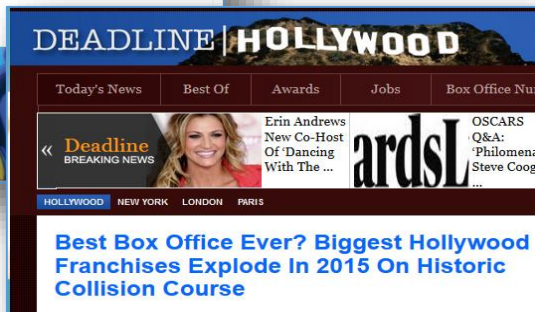 DEADLINE HOLLYWOOD
Today's News Best Of Awards Jobs Box Office
« Deadline
BREAKING NEWS
Erin Andrews
New Co-Host
Of 'Dancing
With The ...
ardsL
OSCARS
Q&A:
'Philomena
Steve Coog
...
HOLLYWOOD NEW YORK LONDON PARIS
Best Box Office Ever? Biggest Hollywood
Franchises Explode In 2015 On Historic
Collision Course